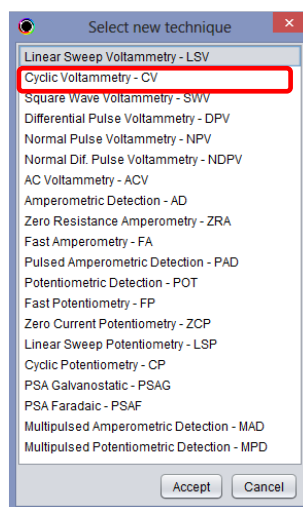 Select new technique
Linear Sweep Voltammetry - LSV
Cyclic Voltammetry - CV
Square Wave Voltammetry - SWV
Differential Pulse Voltammetry - DPV
Normal Pulse Voltammetry - NPV
Normal Dif. Pulse Voltammetry - NDPV
AC Voltammetry - ACV
Amperometric Detection - AD
Zero Resistance Amperometry - ZRA
Fast Amperometry - FA
Pulsed Amperometric Detection - PAD
Potentiometric Detection - POT
Fast Potentiometry - FP
Zero Current Potentiometry - ZCP
Linear Sweep Potentiometry - LSP
Cyclic Potentiometry - CP
PSA Galvanostatic - PSAG
PSA Faradaic - PSAF
Multipulsed Amperometric Detection - MAD
Multipulsed Potentiometric Detection - MPD
Accept Cancel